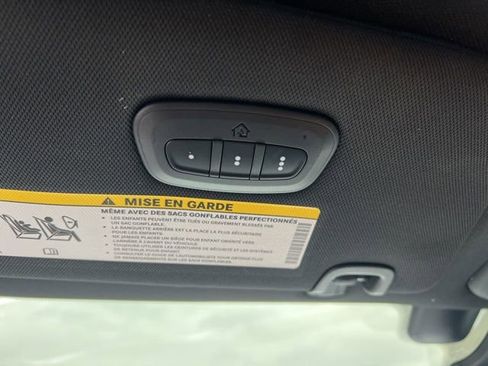 MISE EN GARDE
MÊME AVEC DES SACS GONFLABLES PERFECTIONNÉS
• LES ENFANTS PEUVENT ÊTRE TUÉS OU GRAVEMENT BLESSÉS PAR
UN SAC GONFLABLE.
• LA BANQUETTE ARRIÈRE EST LA PLACE LA PLUS SÉCURITAIRE
POUR LES ENFANTS.
• NE JAMAIS PLACER UN SIÈGE POUR ENFANT ORIENTÉ VERS
L'ARRIÈRE À L'AVANT DU VÉHICULE.
• TOUJOURS UTILISER LES CEINTURES DE SÉCURITÉ ET LES SYSTÈMES
DE RETENUE POUR ENFANT.
• CONSULTER LE GUIDE DE L'AUTOMOBILISTE POUR OBTENIR PLUS
DE RENSEIGNEMENTS SUR LES SACS GONFLABLES.